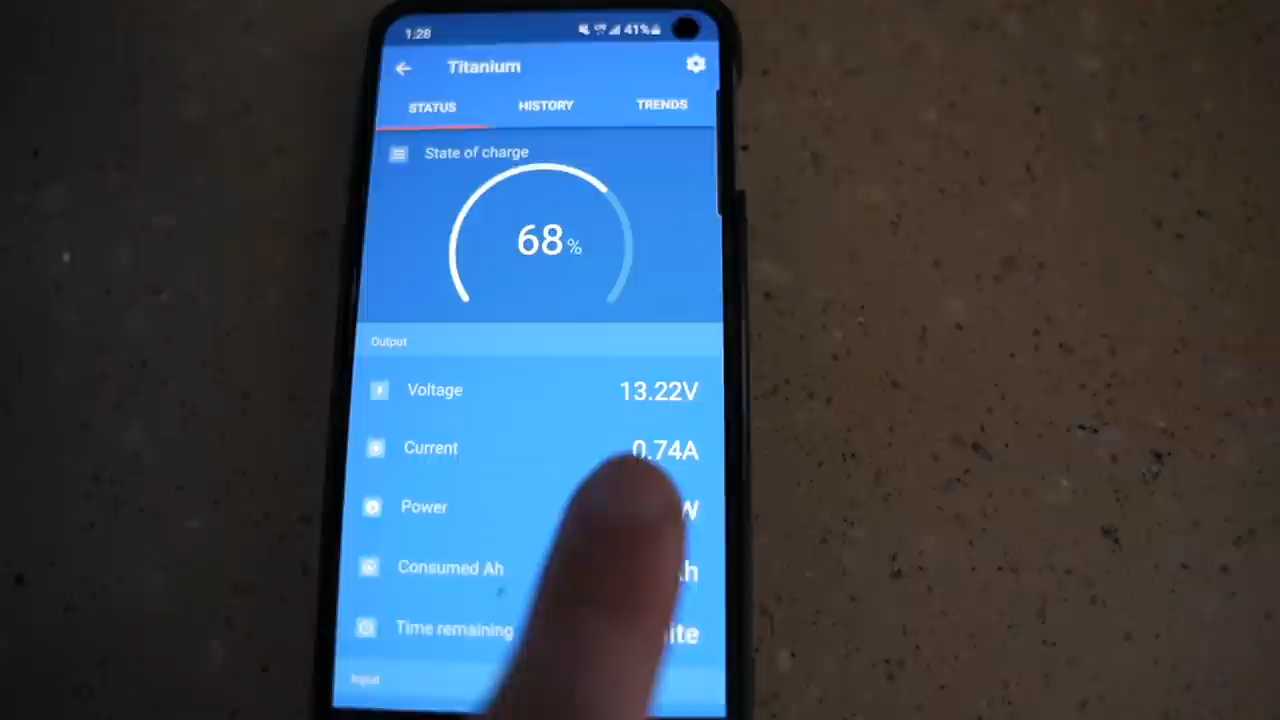 1:28 41%
Titanium
STATUS HISTORY TRENDS
State of charge
68%
Output
Voltage 13.22V
Current 0.74A
Power W
Consumed Ah
Time remaining
Input